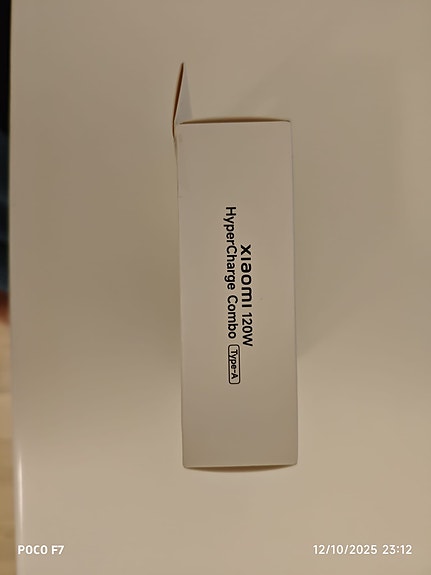 xiaomi 120W
HyperCharge Combo Type-A
POCO F7
12/10/2025 23:12